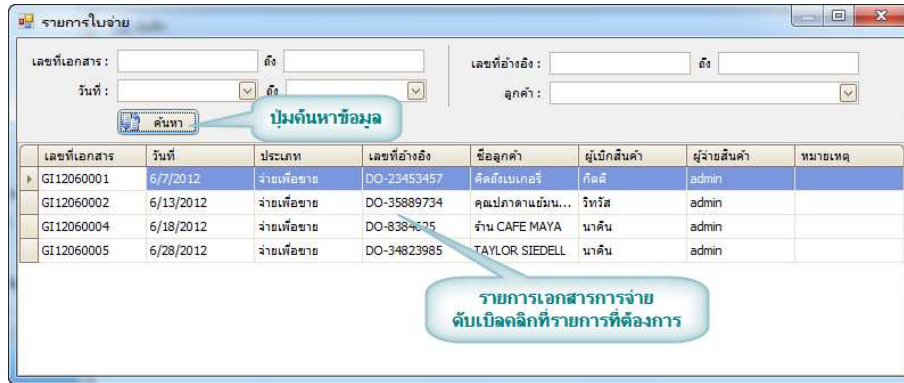 รายการใบจ่าย
เลขที่เอกสาร : ถึง เลขที่อ้างอิง : ถึง
วันที่ : ถึง ลูกค้า :
ค้นหา
ปุ่มค้นหาข้อมูล
เลขที่เอกสาร วันที่ ประเภท เลขที่อ้างอิง ชื่อลูกค้า ผู้เบิกสินค้า ผู้จ่ายสินค้า หมายเหตุ
GI12060001 6/7/2012 จ่ายเพื่อขาย DO-23453457 คิดถึงเบเกอรี่ กิตติ admin
GI12060002 6/13/2012 จ่ายเพื่อขาย DO-35889734 คุณปภาดาแย้มน... วิทวัส admin
GI12060004 6/18/2012 จ่ายเพื่อขาย ร้าน CAFE MAYA นาคิน admin
GI12060005 6/28/2012 จ่ายเพื่อขาย DO-34823985 TAYLOR SIEDELL นาคิน admin
รายการเอกสารการจ่าย
ดับเบิลคลิกที่รายการที่ต้องการ